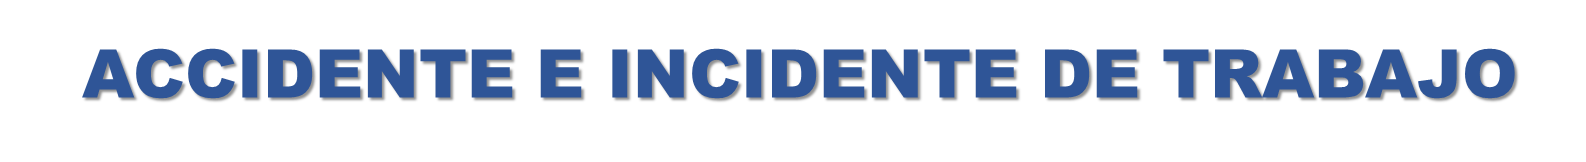 ACCIDENTE E INCIDENTE DE TRABAJO